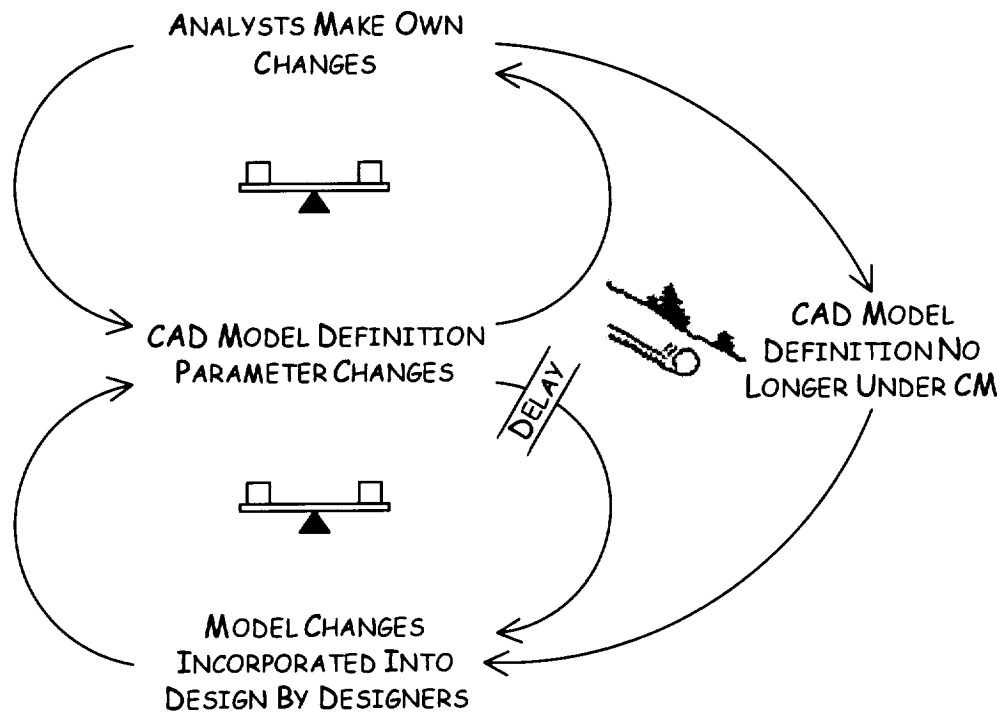 ANALYSTS MAKE OWN
CHANGES
CAD MODEL DEFINITION
PARAMETER CHANGES
DELAY
CAD MODEL
DEFINITION NO
LONGER UNDER CM
MODEL CHANGES
INCORPORATED INTO
DESIGN BY DESIGNERS